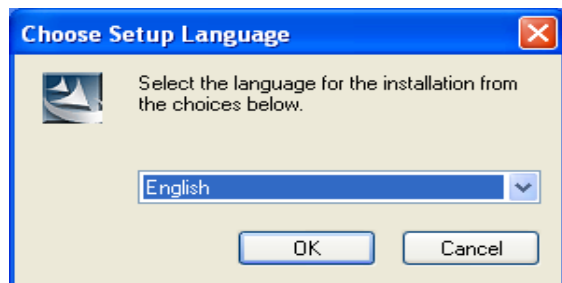 Choose Setup Language
Select the language for the installation from
the choices below.
English
OK
Cancel